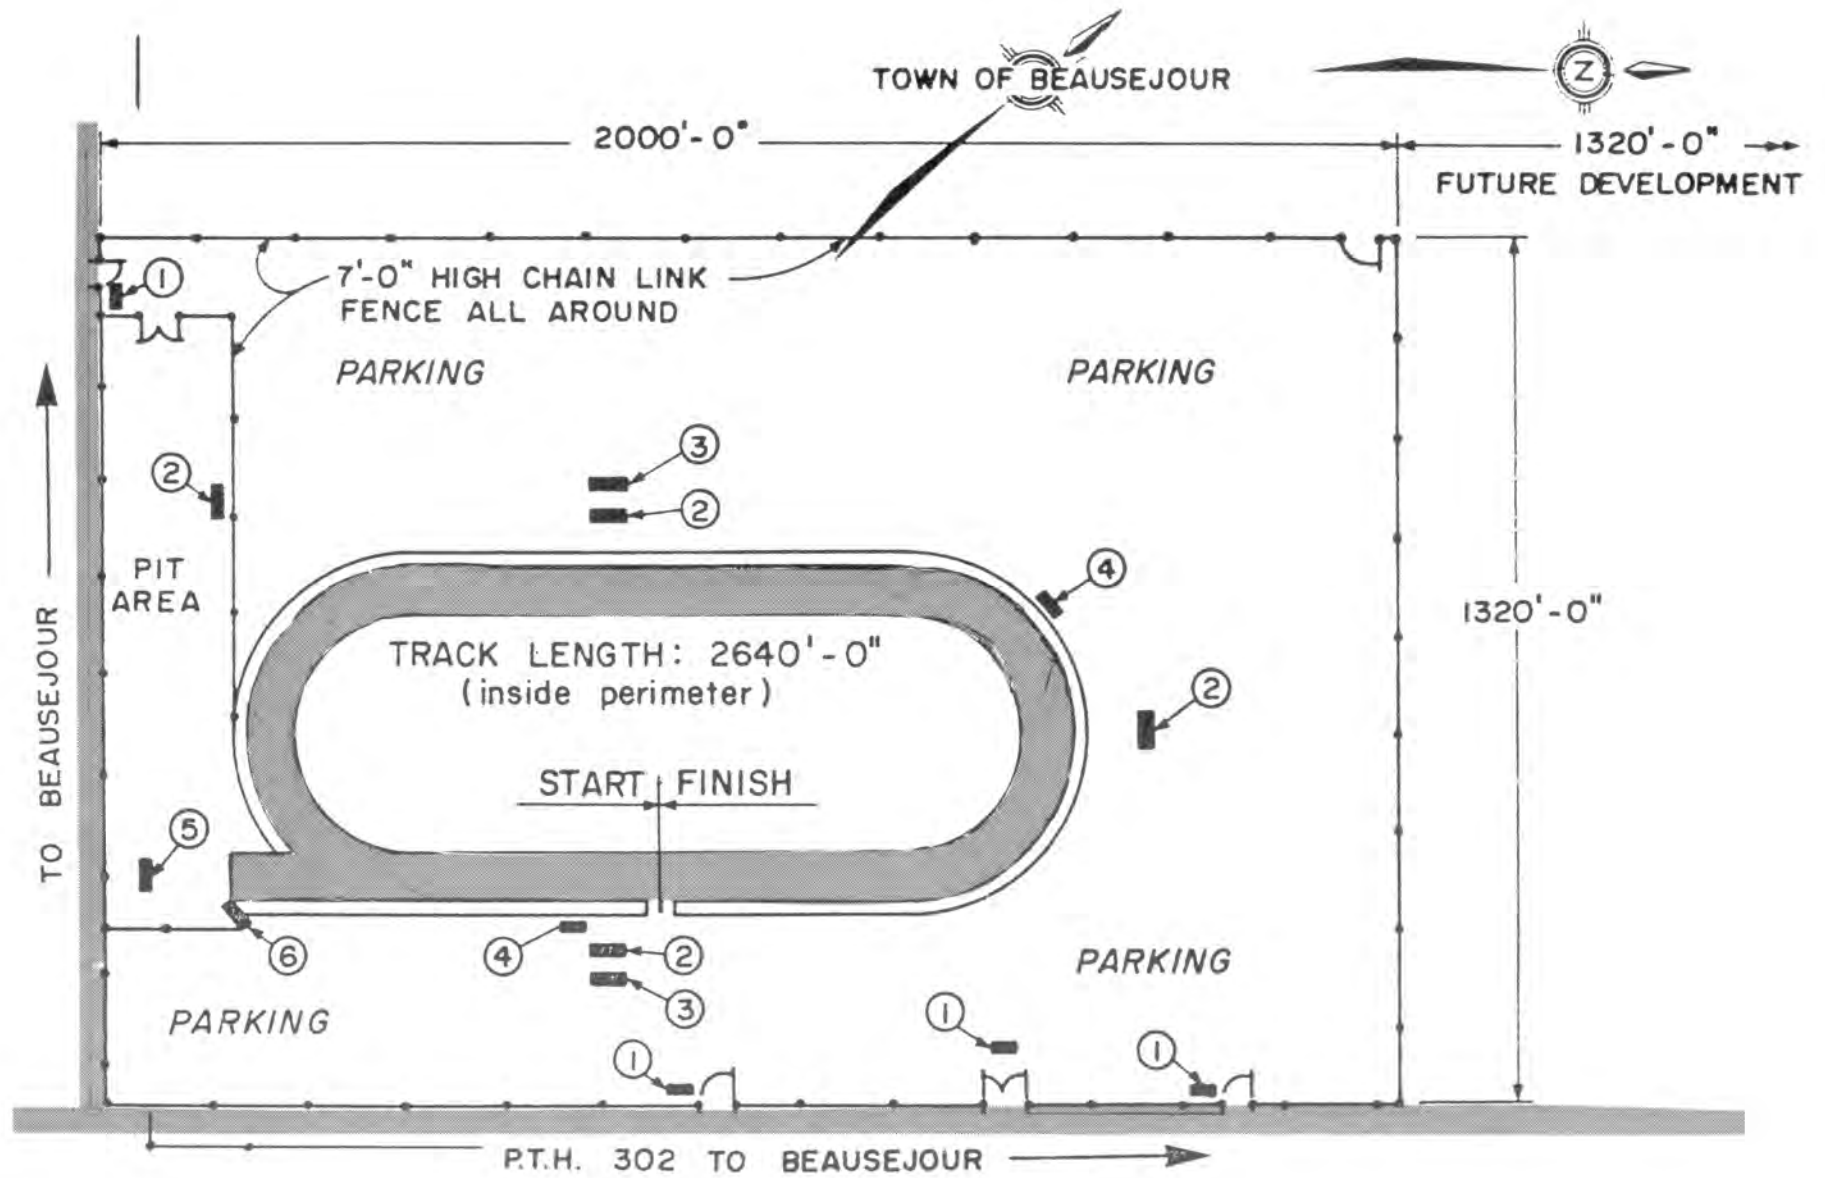 TOWN OF BEAUSEJOUR
Z
2000'-0"
1320'-0"
FUTURE DEVELOPMENT
1
7'-0" HIGH CHAIN LINK
FENCE ALL AROUND
PARKING
PARKING
3
2
2
PIT
AREA
4
TRACK LENGTH: 2640'-0"
(inside perimeter)
1320'-0"
2
START FINISH
TO BEAUSEJOUR
5
6
4
2
3
PARKING
PARKING
1
1
1
P.T.H. 302 TO BEAUSEJOUR